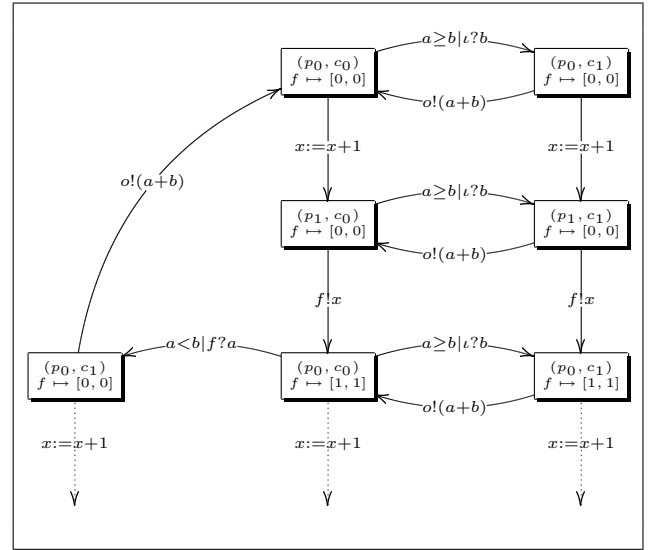 a≥b|ι?b
(p₀, c₀)
f ↦ [0, 0]
(p₀, c₁)
f ↦ [0, 0]
o!(a+b)
x:=x+1
x:=x+1
o!(a+b)
a≥b|ι?b
(p₁, c₀)
f ↦ [0, 0]
(p₁, c₁)
f ↦ [0, 0]
o!(a+b)
f!x
f!x
a<b|f?a
a≥b|ι?b
(p₀, c₁)
f ↦ [0, 0]
(p₀, c₀)
f ↦ [1, 1]
(p₀, c₁)
f ↦ [1, 1]
o!(a+b)
x:=x+1
x:=x+1
x:=x+1